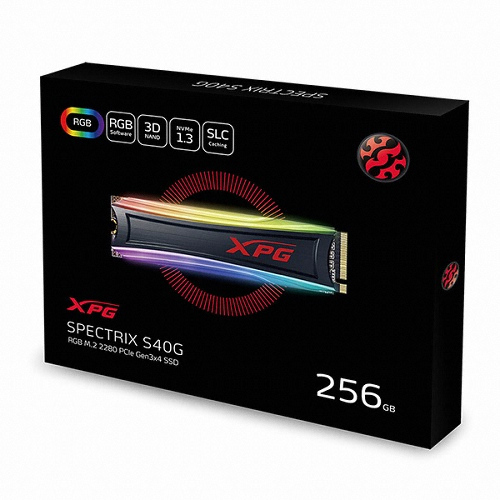 SPECTRIX S40G
RGB
RGB
Software
3D
NAND
NVMe
1.3
SLC
Caching
XPG
XPG
SPECTRIX S40G
RGB M.2 2280 PCIe Gen3x4 SSD
256GB